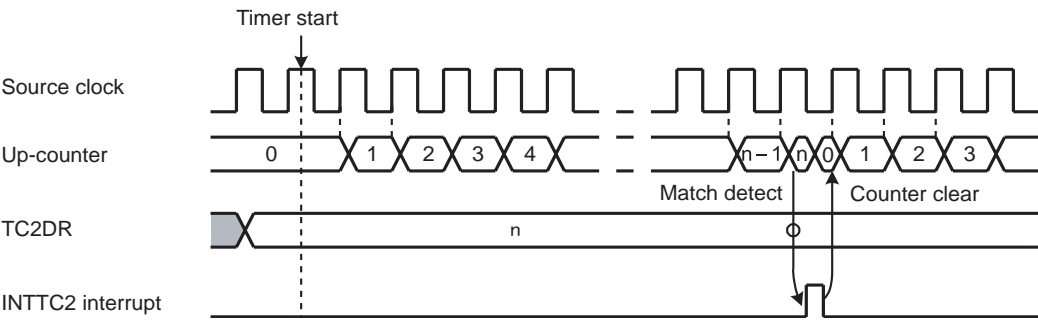 Timer start
Source clock
Up-counter 0 1 2 3 4 n – 1 n 0 1 2 3
Match detect Counter clear
TC2DR n
INTTC2 interrupt